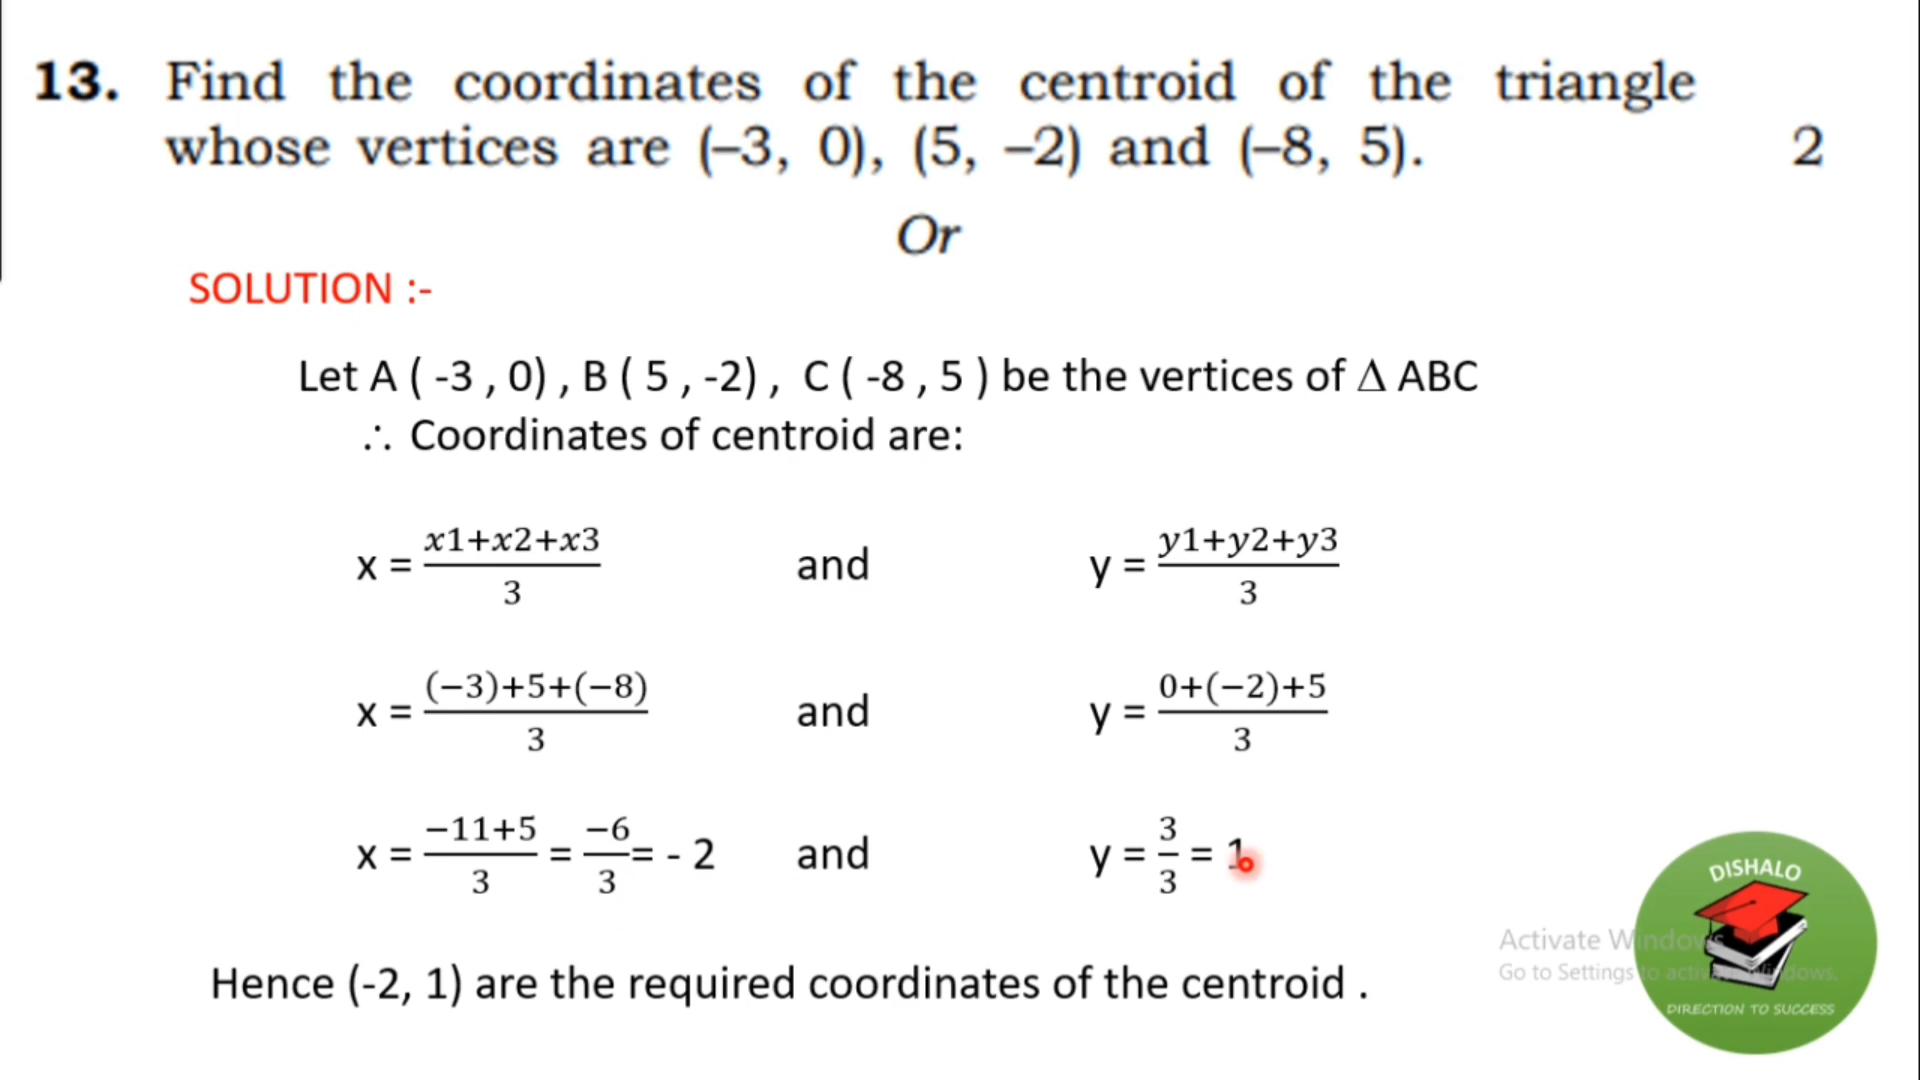 13. Find the coordinates of the centroid of the triangle
whose vertices are (–3, 0), (5, –2) and (–8, 5). 2
Or
SOLUTION :-
Let A ( -3 , 0) , B ( 5 , -2) , C ( -8 , 5 ) be the vertices of Δ ABC
∴ Coordinates of centroid are:
x = (x1+x2+x3)/3 and y = (y1+y2+y3)/3
x = ((−3)+5+(−8))/3 and y = (0+(−2)+5)/3
x = (−11+5)/3 = −6/3 = - 2 and y = 3/3 = 1
Hence (-2, 1) are the required coordinates of the centroid .
DISHALO
Activate Windows
Go to Settings to activate Windows.
DIRECTION TO SUCCESS